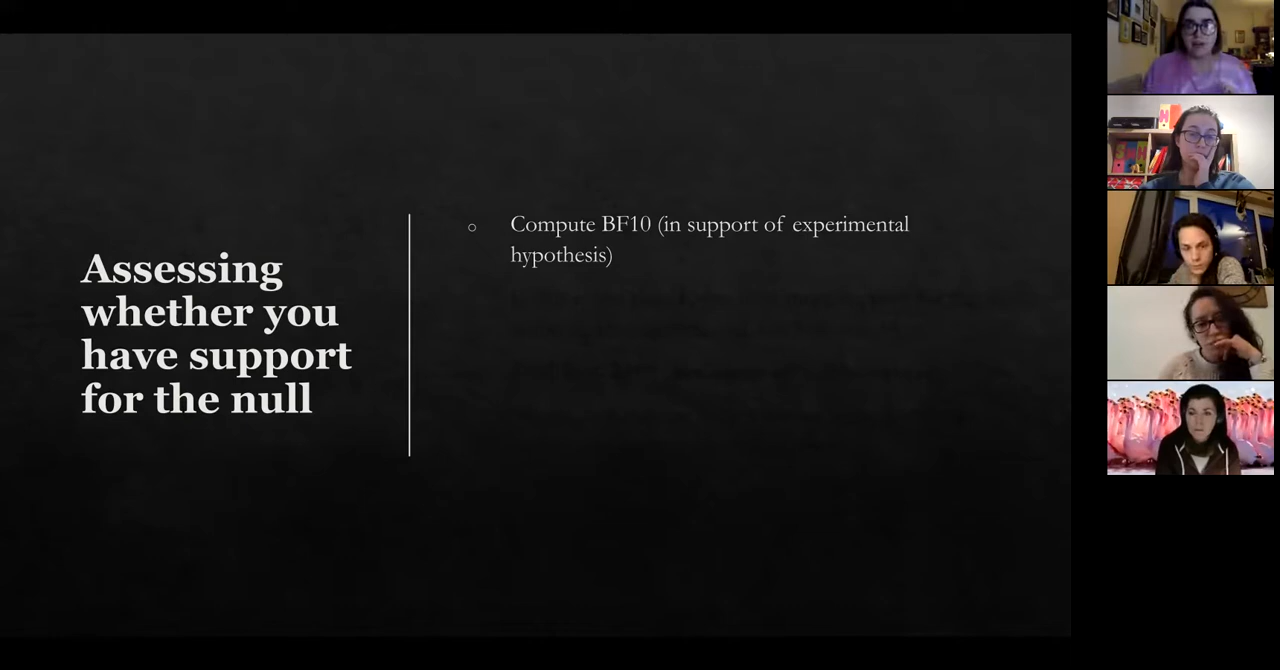 Assessing
whether you
have support
for the null
Compute BF10 (in support of experimental
hypothesis)